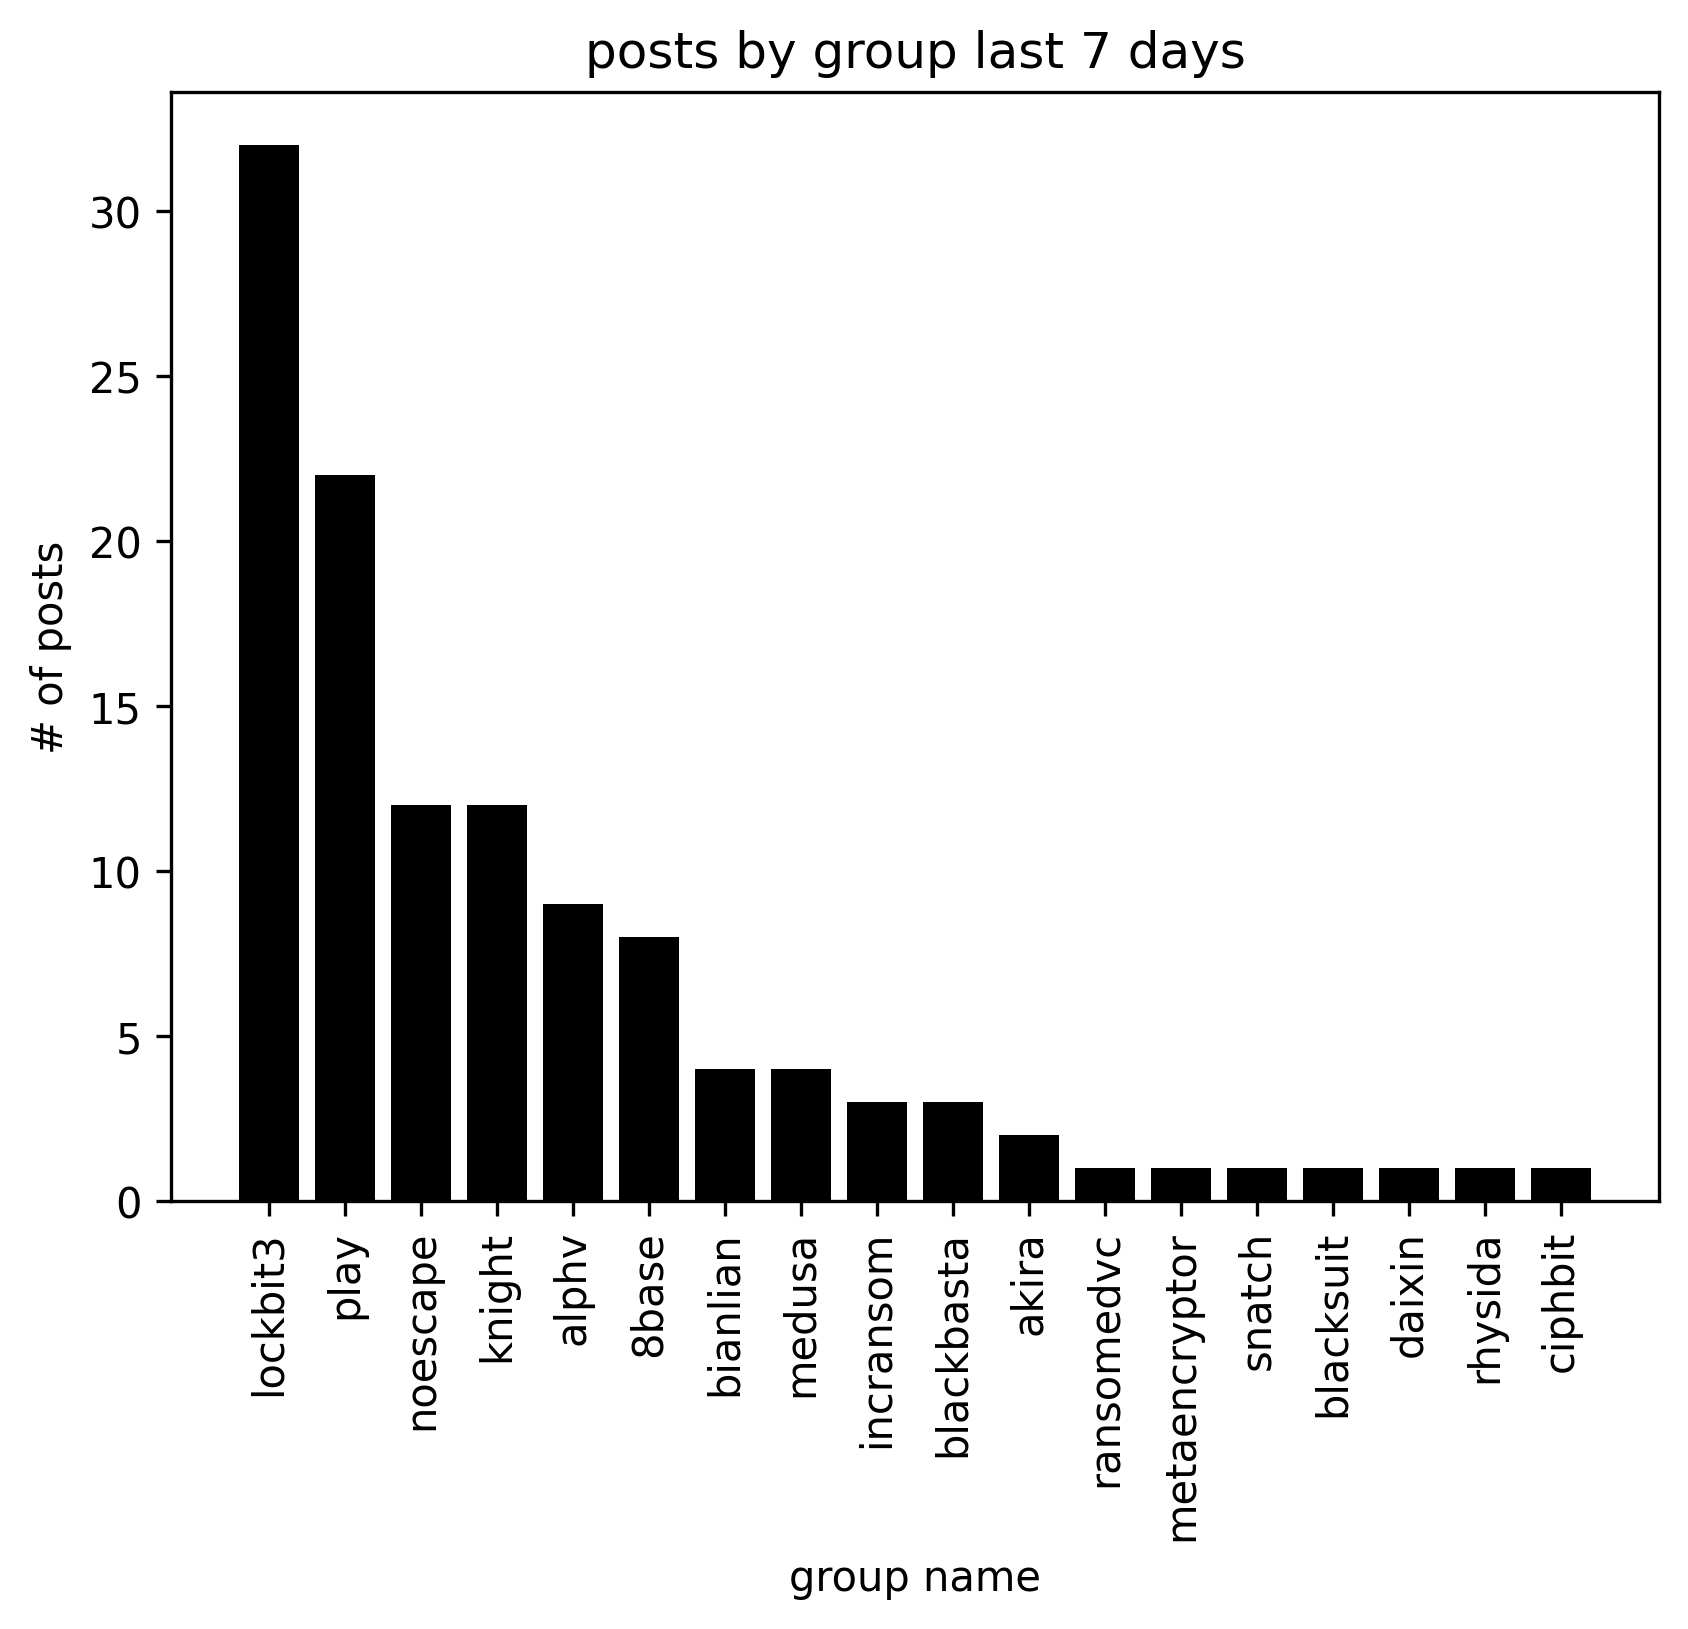 posts by group last 7 days
# of posts
30
25
20
15
10
5
0
lockbit3
play
noescape
knight
alphv
8base
bianlian
medusa
incransom
blackbasta
akira
ransomedvc
metaencryptor
snatch
blacksuit
daixin
rhysida
ciphbit
group name